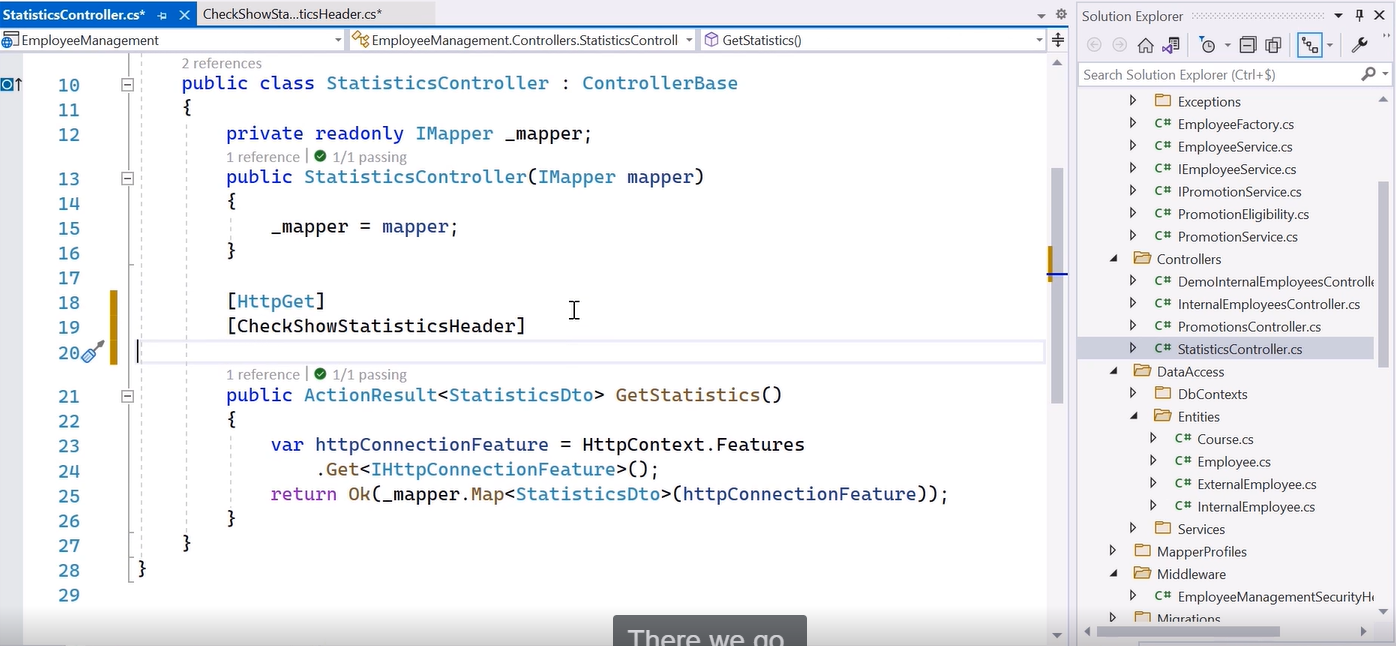 StatisticsController.cs*
CheckShowSta...ticsHeader.cs*
EmployeeManagement
EmployeeManagement.Controllers.StatisticsControll
GetStatistics()
2 references
10 public class StatisticsController : ControllerBase
11 {
12 private readonly IMapper _mapper;
1 reference | 1/1 passing
13 public StatisticsController(IMapper mapper)
14 {
15 _mapper = mapper;
16 }
17
18 [HttpGet]
19 [CheckShowStatisticsHeader]
20
1 reference | 1/1 passing
21 public ActionResult<StatisticsDto> GetStatistics()
22 {
23 var httpConnectionFeature = HttpContext.Features
24 .Get<IHttpConnectionFeature>();
25 return Ok(_mapper.Map<StatisticsDto>(httpConnectionFeature));
26 }
27 }
28 }
29
There we go
Solution Explorer
Search Solution Explorer (Ctrl+$)
Exceptions
C# EmployeeFactory.cs
C# EmployeeService.cs
C# IEmployeeService.cs
C# IPromotionService.cs
C# PromotionEligibility.cs
C# PromotionService.cs
Controllers
C# DemoInternalEmployeesControlle
C# InternalEmployeesController.cs
C# PromotionsController.cs
C# StatisticsController.cs
DataAccess
DbContexts
Entities
C# Course.cs
C# Employee.cs
C# ExternalEmployee.cs
C# InternalEmployee.cs
Services
MapperProfiles
Middleware
C# EmployeeManagementSecurityHe
Migrations